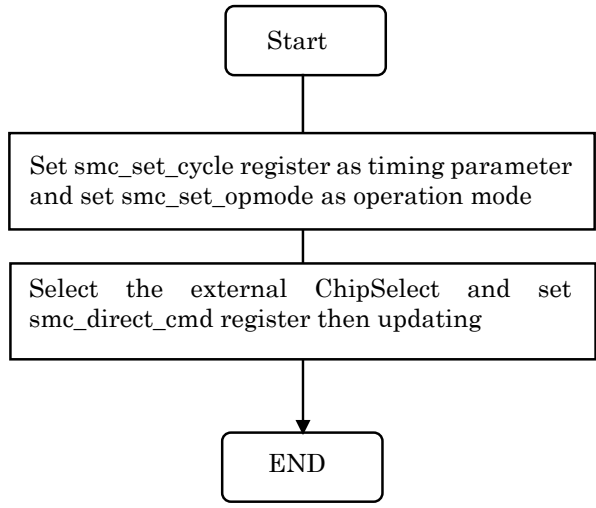 Start
Set smc_set_cycle register as timing parameter
and set smc_set_opmode as operation mode
Select the external ChipSelect and set
smc_direct_cmd register then updating
END